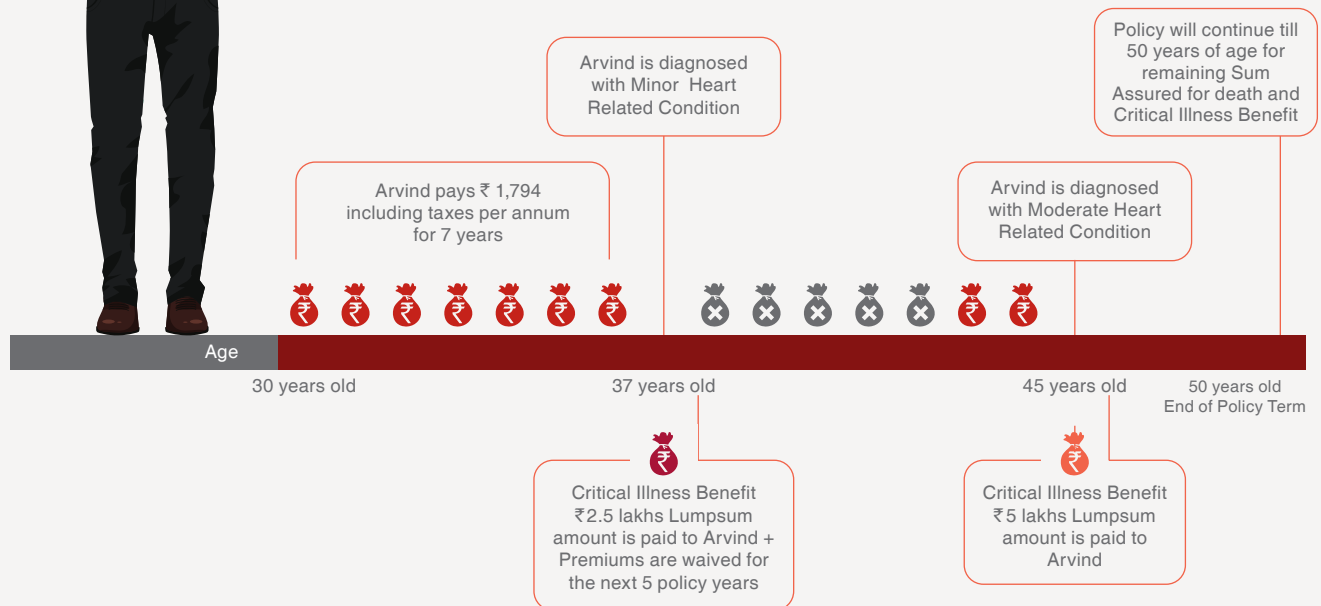 Policy will continue till
50 years of age for
remaining Sum
Assured for death and
Critical Illness Benefit
Arvind is diagnosed
with Minor Heart
Related Condition
Arvind pays ₹ 1,794
including taxes per annum
for 7 years
Arvind is diagnosed
with Moderate Heart
Related Condition
₹ ₹ ₹ ₹ ₹ ₹ ₹ ₹ ₹
Age
30 years old
37 years old
45 years old
50 years old
End of Policy Term
₹
Critical Illness Benefit
₹2.5 lakhs Lumpsum
amount is paid to Arvind +
Premiums are waived for
the next 5 policy years
₹
Critical Illness Benefit
₹5 lakhs Lumpsum
amount is paid to
Arvind